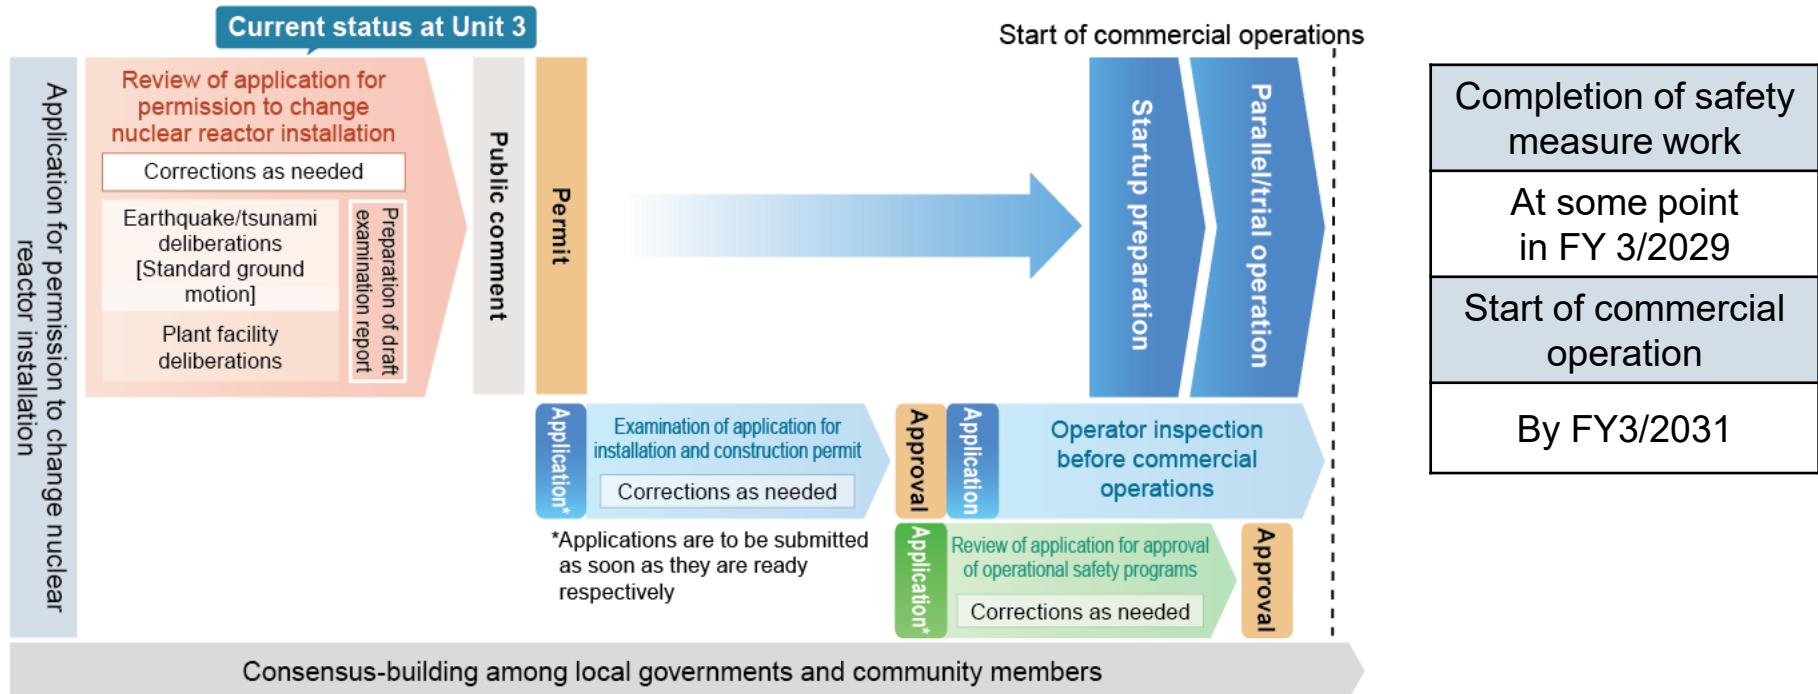 Current status at Unit 3
Start of commercial operations
Application for permission to change nuclear
reactor installation
Review of application for
permission to change
nuclear reactor installation
Corrections as needed
Earthquake/tsunami
deliberations
[Standard ground
motion]
Plant facility
deliberations
Preparation of draft
examination report
Public comment
Permit
Startup preparation
Parallel/trial operation
Application*
Examination of application for
installation and construction permit
Corrections as needed
Approval
Application
Operator inspection
before commercial
operations
*Applications are to be submitted
as soon as they are ready
respectively
Application*
Review of application for approval
of operational safety programs
Corrections as needed
Approval
Consensus-building among local governments and community members
Completion of safety
measure work
At some point
in FY 3/2029
Start of commercial
operation
By FY3/2031